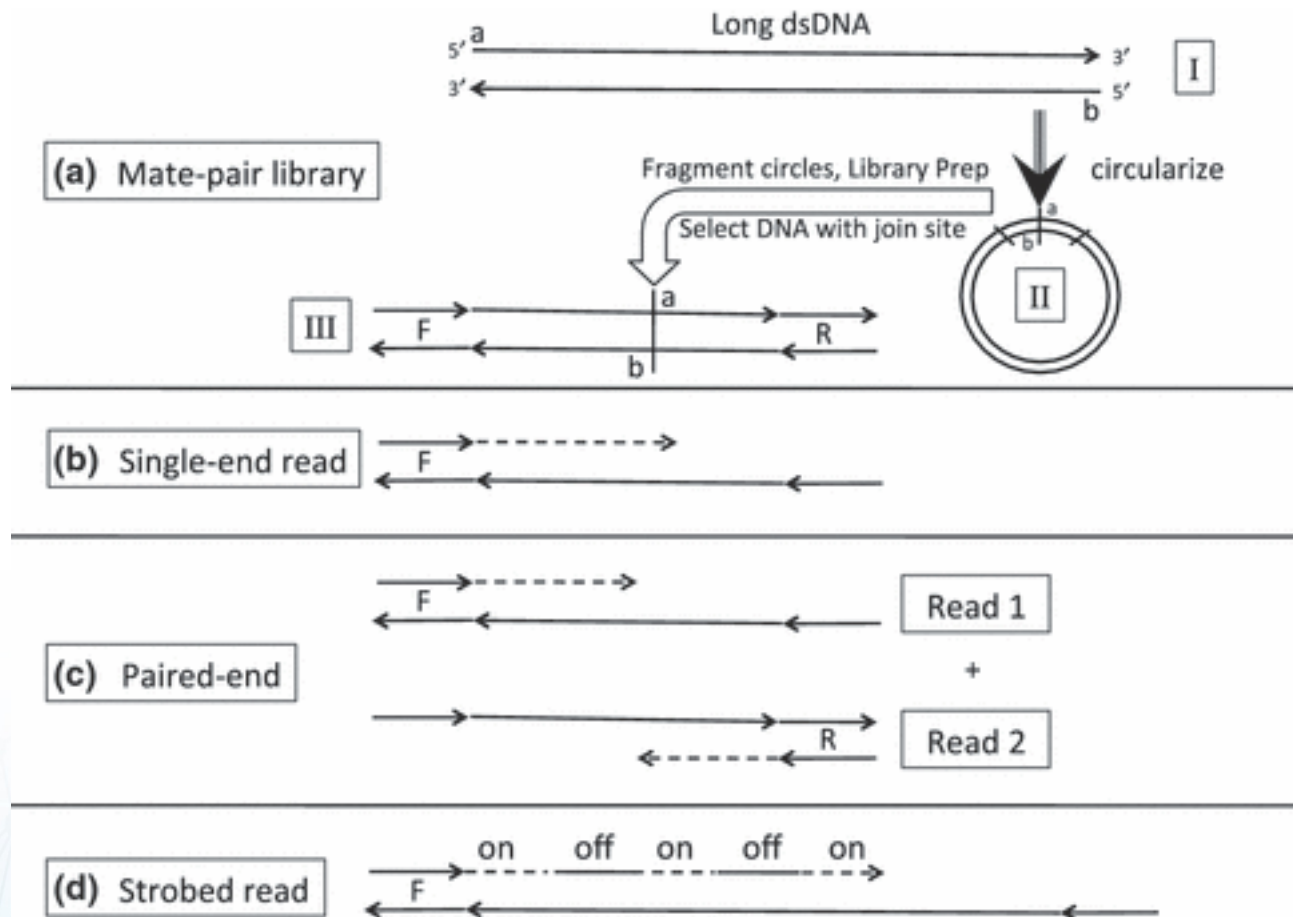 Long dsDNA
a
5′ 3′
I
3′ 5′
b
(a) Mate-pair library
Fragment circles, Library Prep
circularize
Select DNA with join site
a
b
II
III
F
a
R
b
(b) Single-end read
F
(c) Paired-end
F
Read 1
+
R
Read 2
(d) Strobed read
on off on off on
F